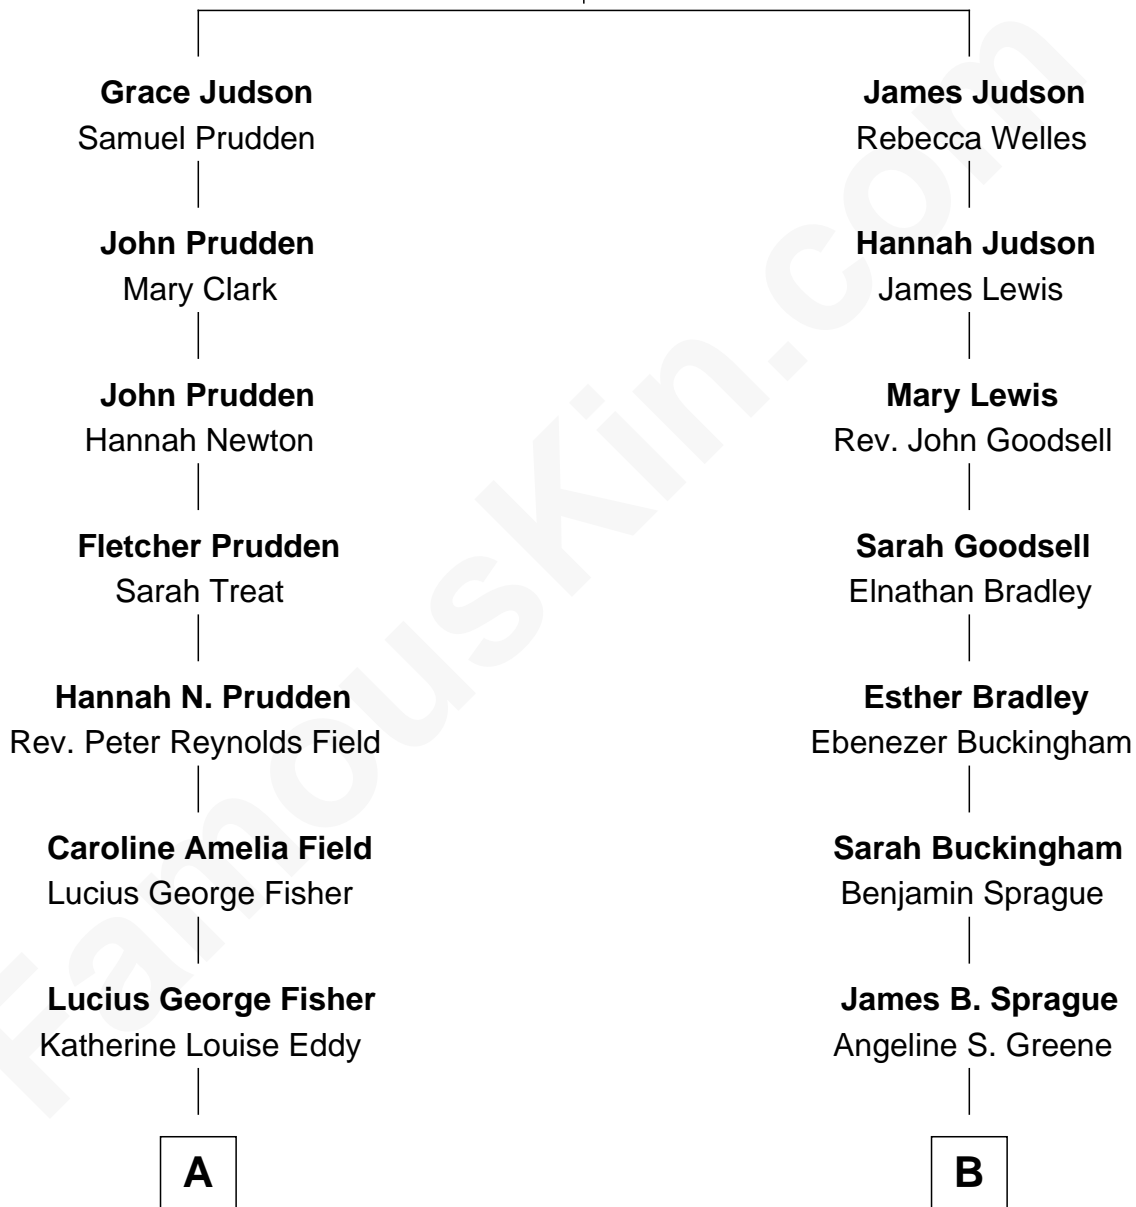 Grace Judson
Samuel Prudden
John Prudden
Mary Clark
John Prudden
Hannah Newton
Fletcher Prudden
Sarah Treat
Hannah N. Prudden
Rev. Peter Reynolds Field
Caroline Amelia Field
Lucius George Fisher
Lucius George Fisher
Katherine Louise Eddy
A
James Judson
Rebecca Welles
Hannah Judson
James Lewis
Mary Lewis
Rev. John Goodsell
Sarah Goodsell
Elnathan Bradley
Esther Bradley
Ebenezer Buckingham
Sarah Buckingham
Benjamin Sprague
James B. Sprague
Angeline S. Greene
B
FamousKin.com